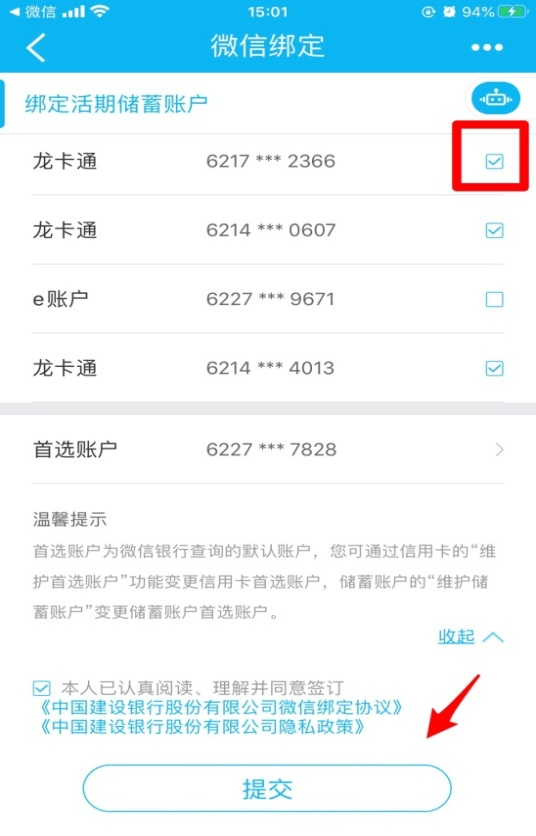 微信 15:01 94%
微信绑定
绑定活期储蓄账户
龙卡通 6217 *** 2366
龙卡通 6214 *** 0607
e账户 6227 *** 9671
龙卡通 6214 *** 4013
首选账户 6227 *** 7828
温馨提示
首选账户为微信银行查询的默认账户，您可通过信用卡的“维
护首选账户”功能变更信用卡首选账户，储蓄账户的“维护储
蓄账户”变更储蓄账户首选账户。
收起
本人已认真阅读、理解并同意签订
《中国建设银行股份有限公司微信绑定协议》
《中国建设银行股份有限公司隐私政策》
提交